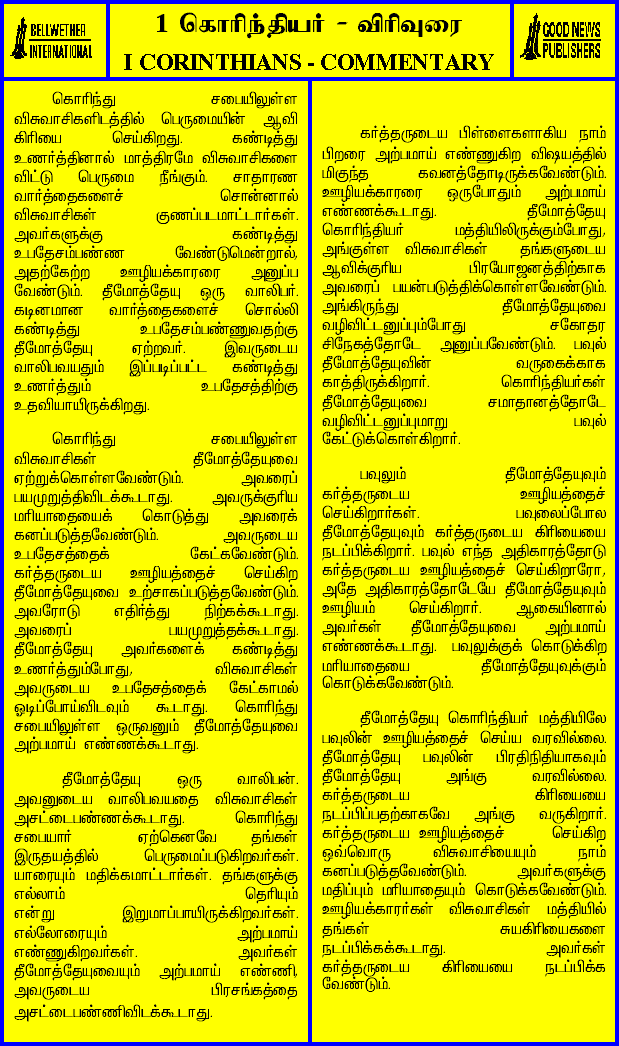 BELLWETHER
INTERNATIONAL
1 கொரிந்தியர் - விரிவுரை
I CORINTHIANS - COMMENTARY
GOOD NEWS
PUBLISHERS
கொரிந்து சபையிலுள்ள
விசுவாசிகளிடத்தில் பெருமையின் ஆவி
கிரியை செய்கிறது. கண்டித்து
உணர்த்தினால் மாத்திரமே விசுவாசிகளை
விட்டு பெருமை நீங்கும். சாதாரண
வார்த்தைகளைச் சொன்னால்
விசுவாசிகள் குணப்படமாட்டார்கள்.
அவர்களுக்கு கண்டித்து
உபதேசம்பண்ண வேண்டுமென்றால்,
அதற்கேற்ற ஊழியக்காரரை அனுப்ப
வேண்டும். தீமோத்தேயு ஒரு வாலிபர்.
கடினமான வார்த்தைகளைச் சொல்லி
கண்டித்து உபதேசம்பண்ணுவதற்கு
தீமோத்தேயு ஏற்றவர். இவருடைய
வாலிபவயதும் இப்படிப்பட்ட கண்டித்து
உணர்த்தும் உபதேசத்திற்கு
உதவியாயிருக்கிறது.
கொரிந்து சபையிலுள்ள
விசுவாசிகள் தீமோத்தேயுவை
ஏற்றுக்கொள்ளவேண்டும். அவரைப்
பயமுறுத்திவிடக்கூடாது. அவருக்குரிய
மரியாதையைக் கொடுத்து அவரைக்
கனப்படுத்தவேண்டும். அவருடைய
உபதேசத்தைக் கேட்கவேண்டும்.
கர்த்தருடைய ஊழியத்தைச் செய்கிற
தீமோத்தேயுவை உற்சாகப்படுத்தவேண்டும்.
அவரோடு எதிர்த்து நிற்கக்கூடாது.
அவரைப் பயமுறுத்தக்கூடாது.
தீமோத்தேயு அவர்களைக் கண்டித்து
உணர்த்தும்போது, விசுவாசிகள்
அவருடைய உபதேசத்தைக் கேட்காமல்
ஓடிப்போய்விடவும் கூடாது. கொரிந்து
சபையிலுள்ள ஒருவனும் தீமோத்தேயுவை
அற்பமாய் எண்ணக்கூடாது.
தீமோத்தேயு ஒரு வாலிபன்.
அவனுடைய வாலிபவயதை விசுவாசிகள்
அசட்டைபண்ணக்கூடாது. கொரிந்து
சபையார் ஏற்கெனவே தங்கள்
இருதயத்தில் பெருமைப்படுகிறவர்கள்.
யாரையும் மதிக்கமாட்டார்கள். தங்களுக்கு
எல்லாம் தெரியும்
என்று இறுமாப்பாயிருக்கிறவர்கள்.
எல்லோரையும் அற்பமாய்
எண்ணுகிறவர்கள். அவர்கள்
தீமோத்தேயுவையும் அற்பமாய் எண்ணி,
அவருடைய பிரசங்கத்தை
அசட்டைபண்ணிவிடக்கூடாது.
கர்த்தருடைய பிள்ளைகளாகிய நாம்
பிறரை அற்பமாய் எண்ணுகிற விஷயத்தில்
மிகுந்த கவனத்தோடிருக்கவேண்டும்.
ஊழியக்காரரை ஒருபோதும் அற்பமாய்
எண்ணக்கூடாது. தீமோத்தேயு
கொரிந்தியர் மத்தியிலிருக்கும்போது,
அங்குள்ள விசுவாசிகள் தங்களுடைய
ஆவிக்குரிய பிரயோஜனத்திற்காக
அவரைப் பயன்படுத்திக்கொள்ளவேண்டும்.
அங்கிருந்து தீமோத்தேயுவை
வழிவிட்டனுப்பும்போது சகோதர
சிநேகத்தோடே அனுப்பவேண்டும். பவுல்
தீமோத்தேயுவின் வருகைக்காக
காத்திருக்கிறார். கொரிந்தியர்கள்
தீமோத்தேயுவை சமாதானத்தோடே
வழிவிட்டனுப்புமாறு பவுல்
கேட்டுக்கொள்கிறார்.
பவுலும் தீமோத்தேயுவும்
கர்த்தருடைய ஊழியத்தைச்
செய்கிறார்கள். பவுலைப்போல
தீமோத்தேயுவும் கர்த்தருடைய கிரியையை
நடப்பிக்கிறார். பவுல் எந்த அதிகாரத்தோடு
கர்த்தருடைய ஊழியத்தைச் செய்கிறாரோ,
அதே அதிகாரத்தோடேயே தீமோத்தேயுவும்
ஊழியம் செய்கிறார். ஆகையினால்
அவர்கள் தீமோத்தேயுவை அற்பமாய்
எண்ணக்கூடாது. பவுலுக்குக் கொடுக்கிற
மரியாதையை தீமோத்தேயுவுக்கும்
கொடுக்கவேண்டும்.
தீமோத்தேயு கொரிந்தியர் மத்தியிலே
பவுலின் ஊழியத்தைச் செய்ய வரவில்லை.
தீமோத்தேயு பவுலின் பிரதிநிதியாகவும்
தீமோத்தேயு அங்கு வரவில்லை.
கர்த்தருடைய கிரியையை
நடப்பிப்பதற்காகவே அங்கு வருகிறார்.
கர்த்தருடைய ஊழியத்தைச் செய்கிற
ஒவ்வொரு விசுவாசியையும் நாம்
கனப்படுத்தவேண்டும். அவர்களுக்கு
மதிப்பும் மரியாதையும் கொடுக்கவேண்டும்.
ஊழியக்காரர்கள் விசுவாசிகள் மத்தியில்
தங்கள் சுயகிரியைகளை
நடப்பிக்கக்கூடாது. அவர்கள்
கர்த்தருடைய கிரியையை நடப்பிக்க
வேண்டும்.